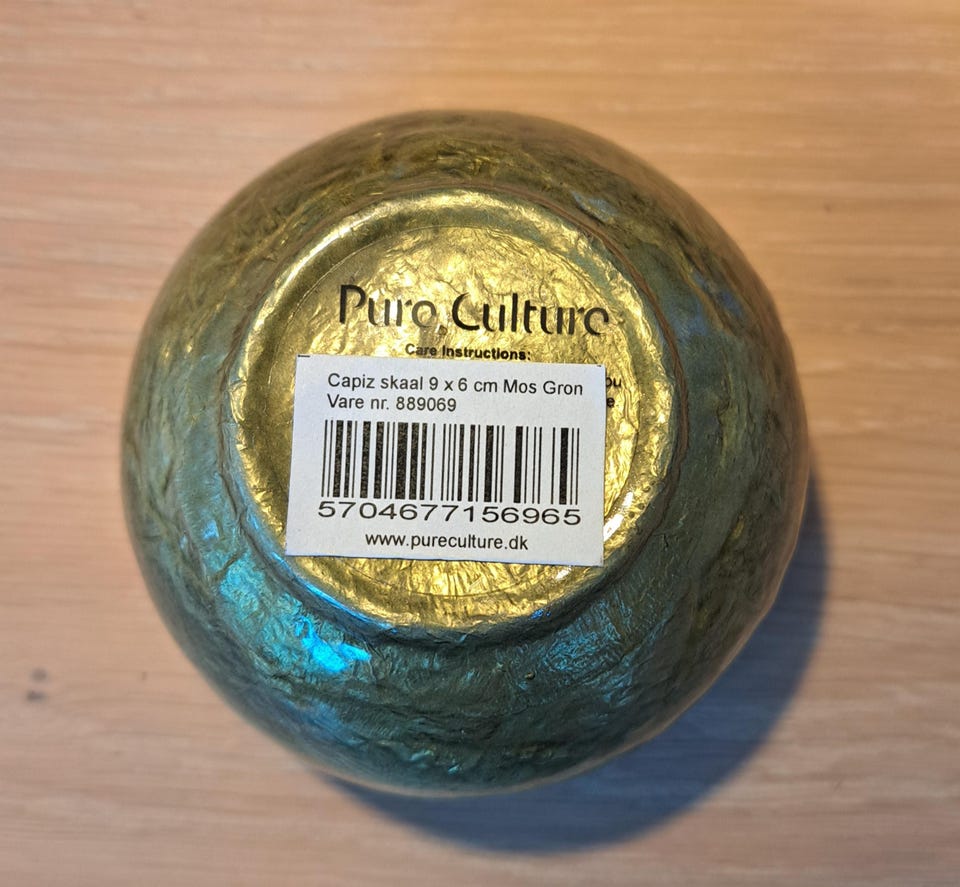 Pure Culture
Care Instructions:
Capiz skaal 9 x 6 cm Mos Gron
Vare nr. 889069
5704677156965
www.pureculture.dk